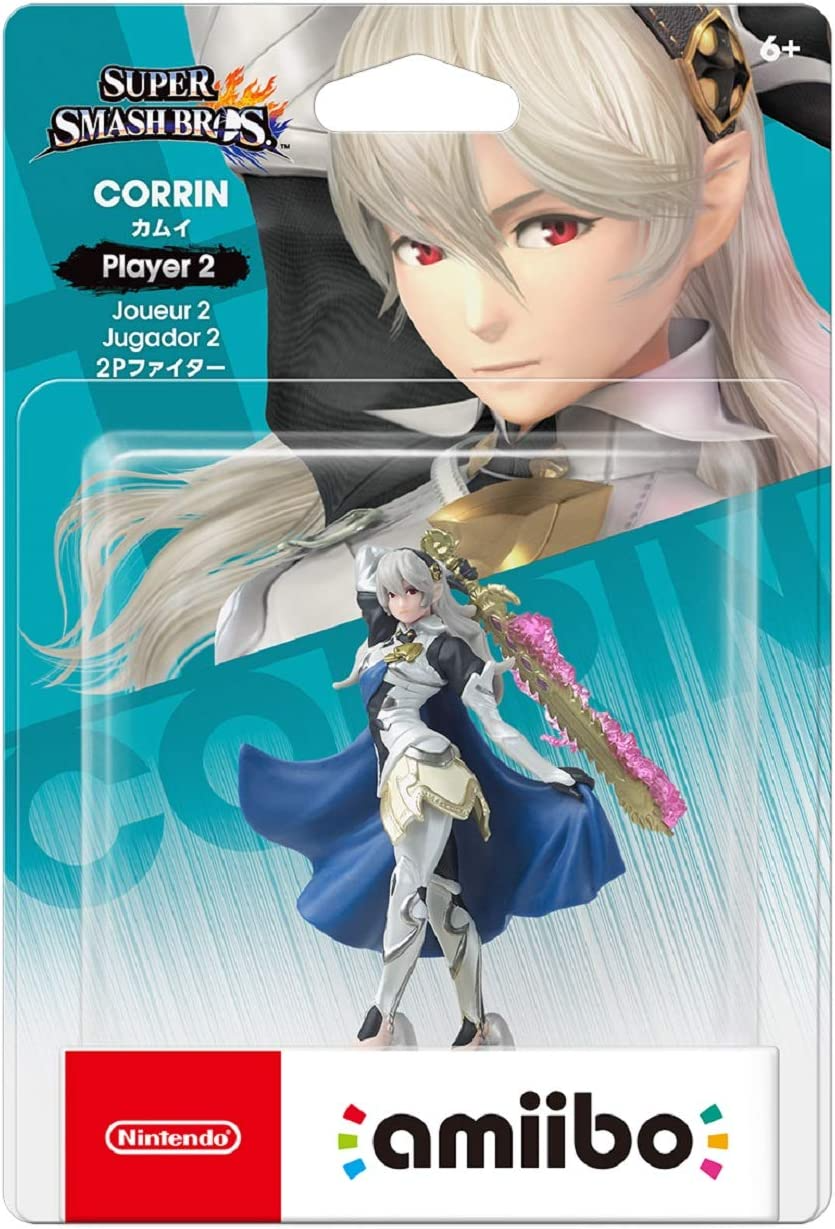 SUPER
SMASH BROS.™
6+
CORRIN
カムイ
Player 2
Joueur 2
Jugador 2
2Pファイター
CORRIN
Nintendo®
amiibo